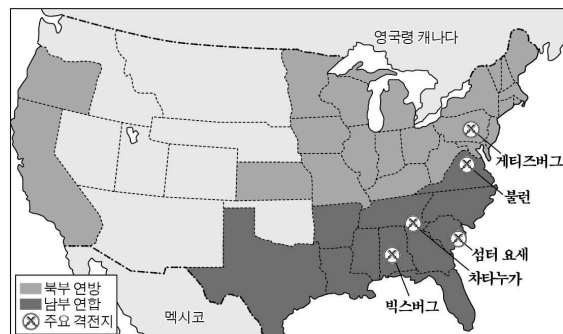 영국령 캐나다
게티즈버그
불런
섬터 요새
차타누가
빅스버그
멕시코
북부 연방
남부 연합
주요 격전지